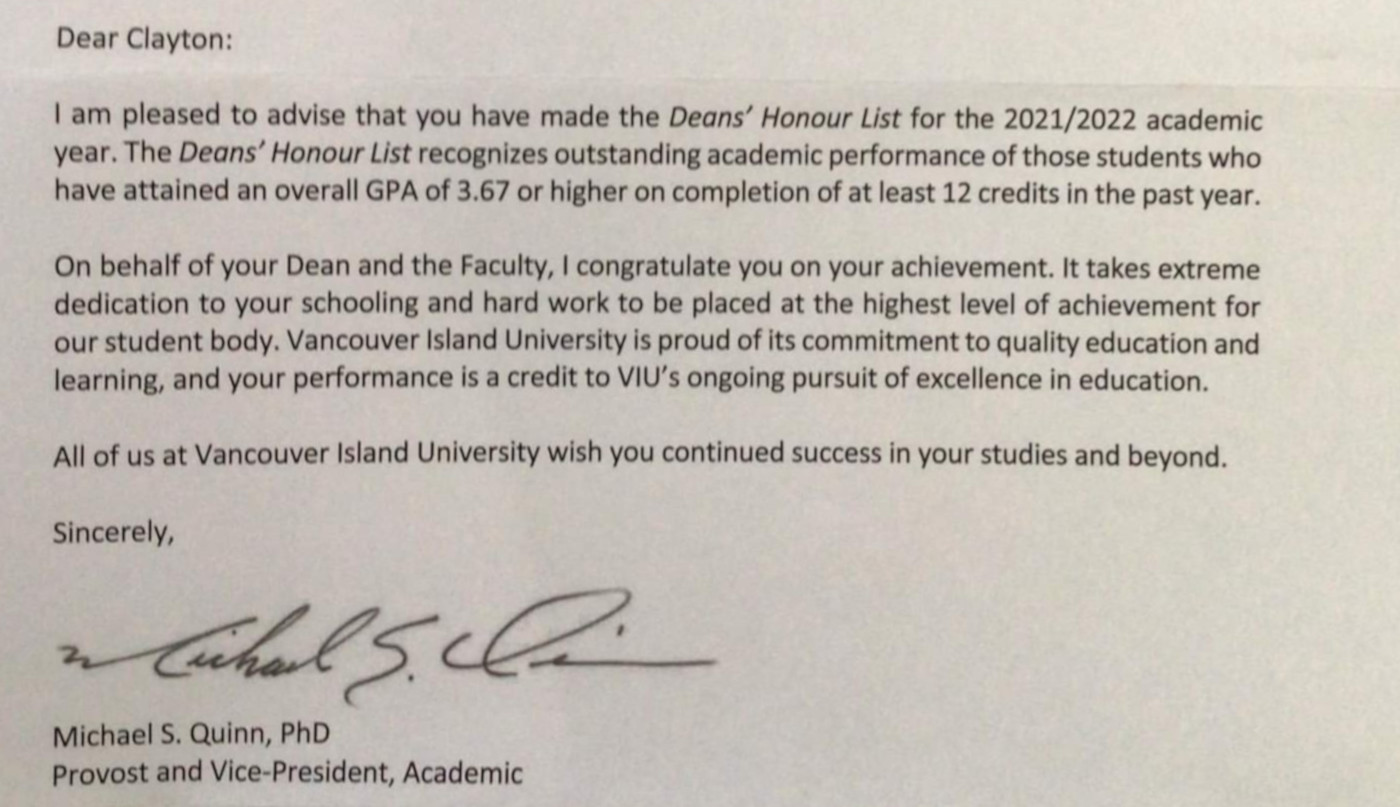 Dear Clayton:
I am pleased to advise that you have made the Deans' Honour List for the 2021/2022 academic
year. The Deans' Honour List recognizes outstanding academic performance of those students who
have attained an overall GPA of 3.67 or higher on completion of at least 12 credits in the past year.
On behalf of your Dean and the Faculty, I congratulate you on your achievement. It takes extreme
dedication to your schooling and hard work to be placed at the highest level of achievement for
our student body. Vancouver Island University is proud of its commitment to quality education and
learning, and your performance is a credit to VIU's ongoing pursuit of excellence in education.
All of us at Vancouver Island University wish you continued success in your studies and beyond.
Sincerely,
Michael S. Quinn
Michael S. Quinn, PhD
Provost and Vice-President, Academic